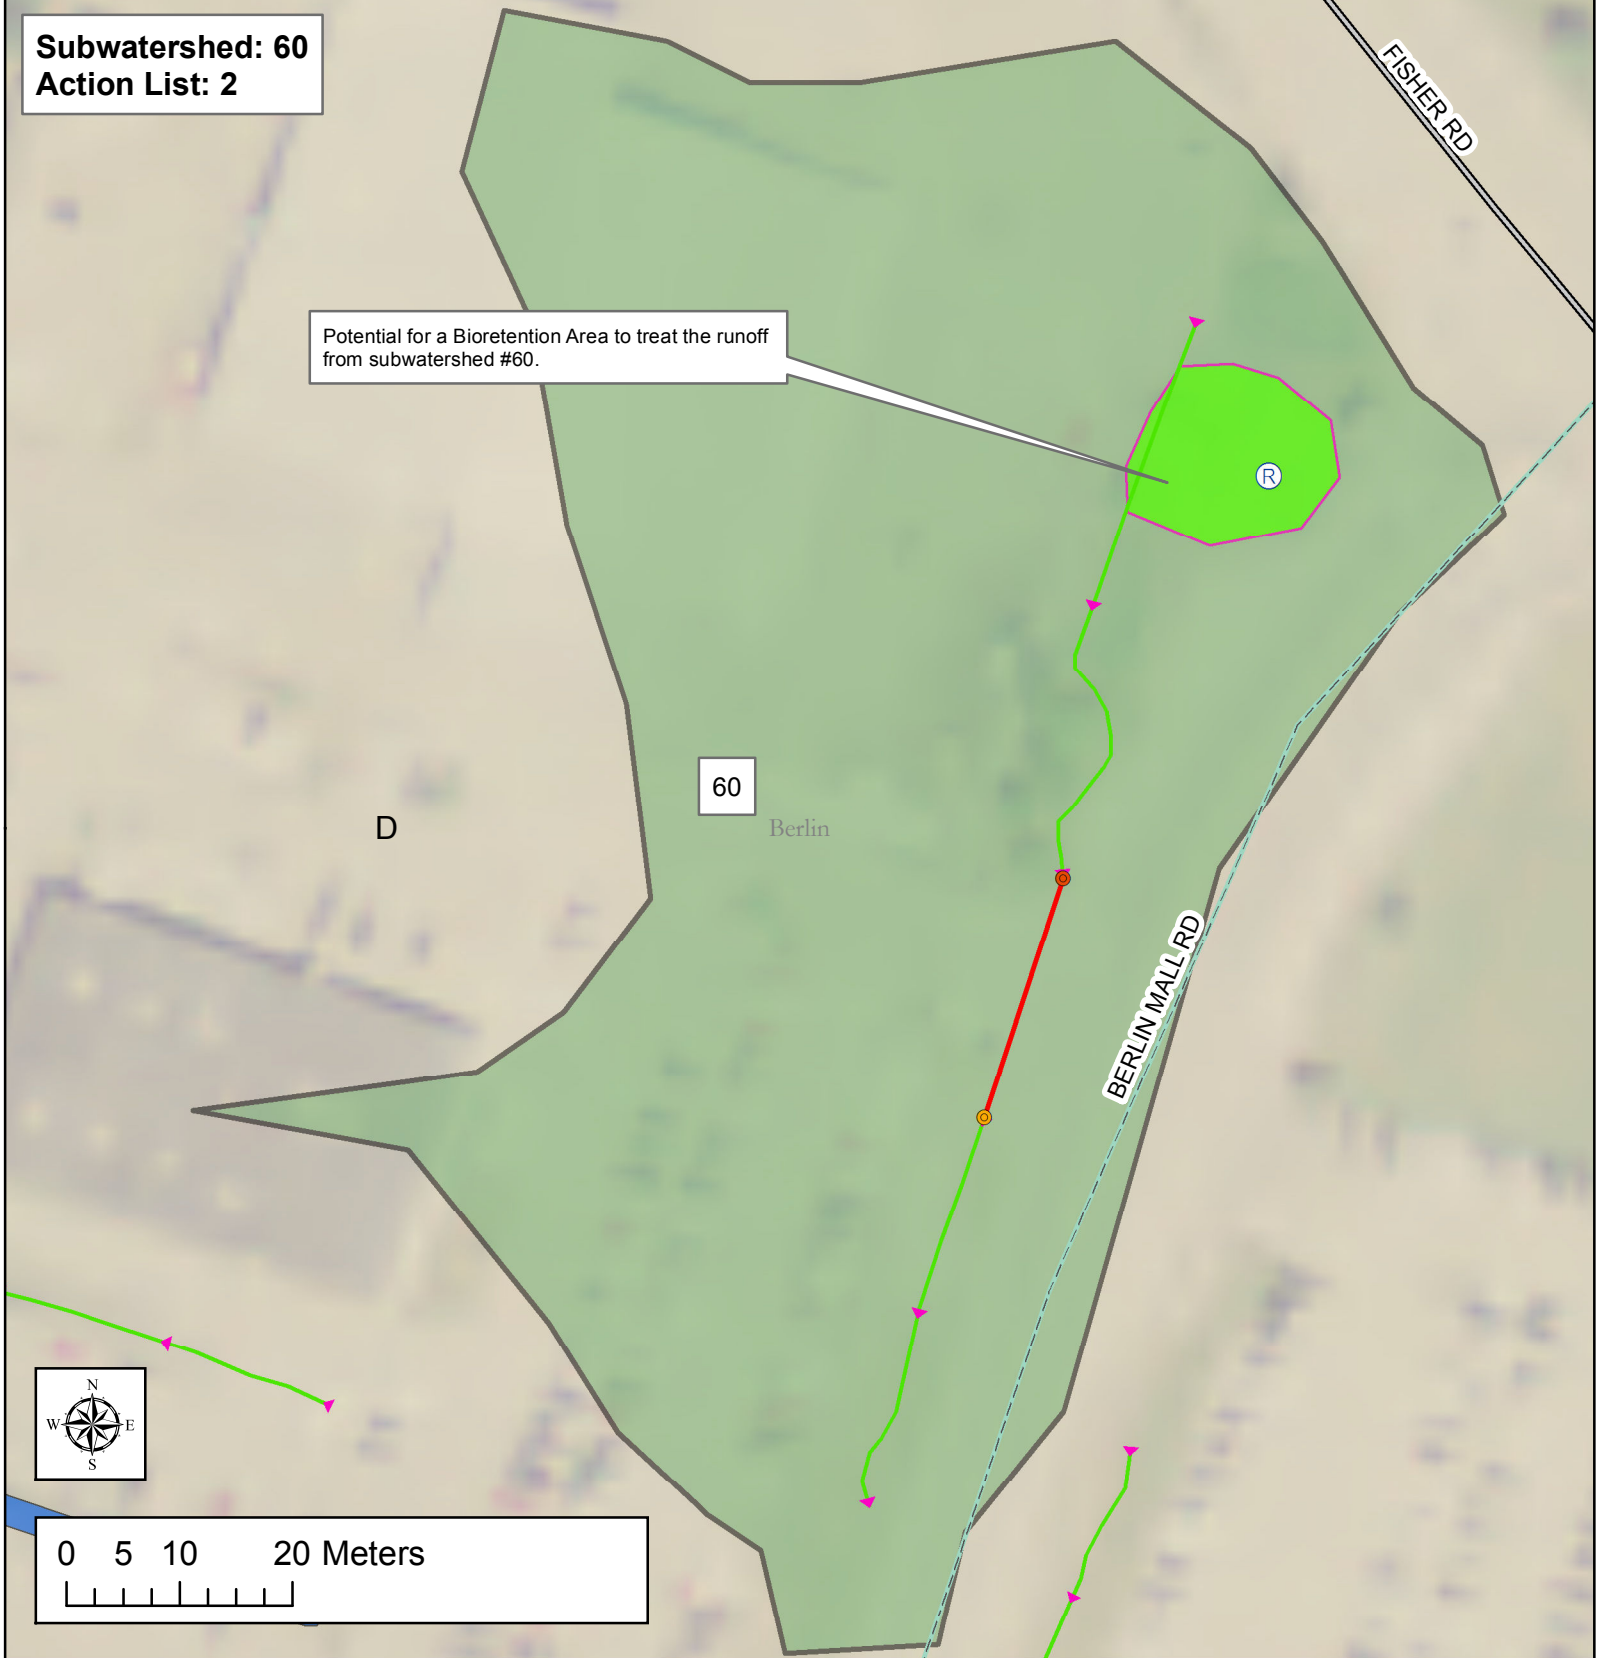 Subwatershed: 60
Action List: 2
FISHER RD
Potential for a Bioretention Area to treat the runoff
from subwatershed #60.
R
60
Berlin
D
BERLIN MALL RD
N
W E
S
0 5 10 20 Meters